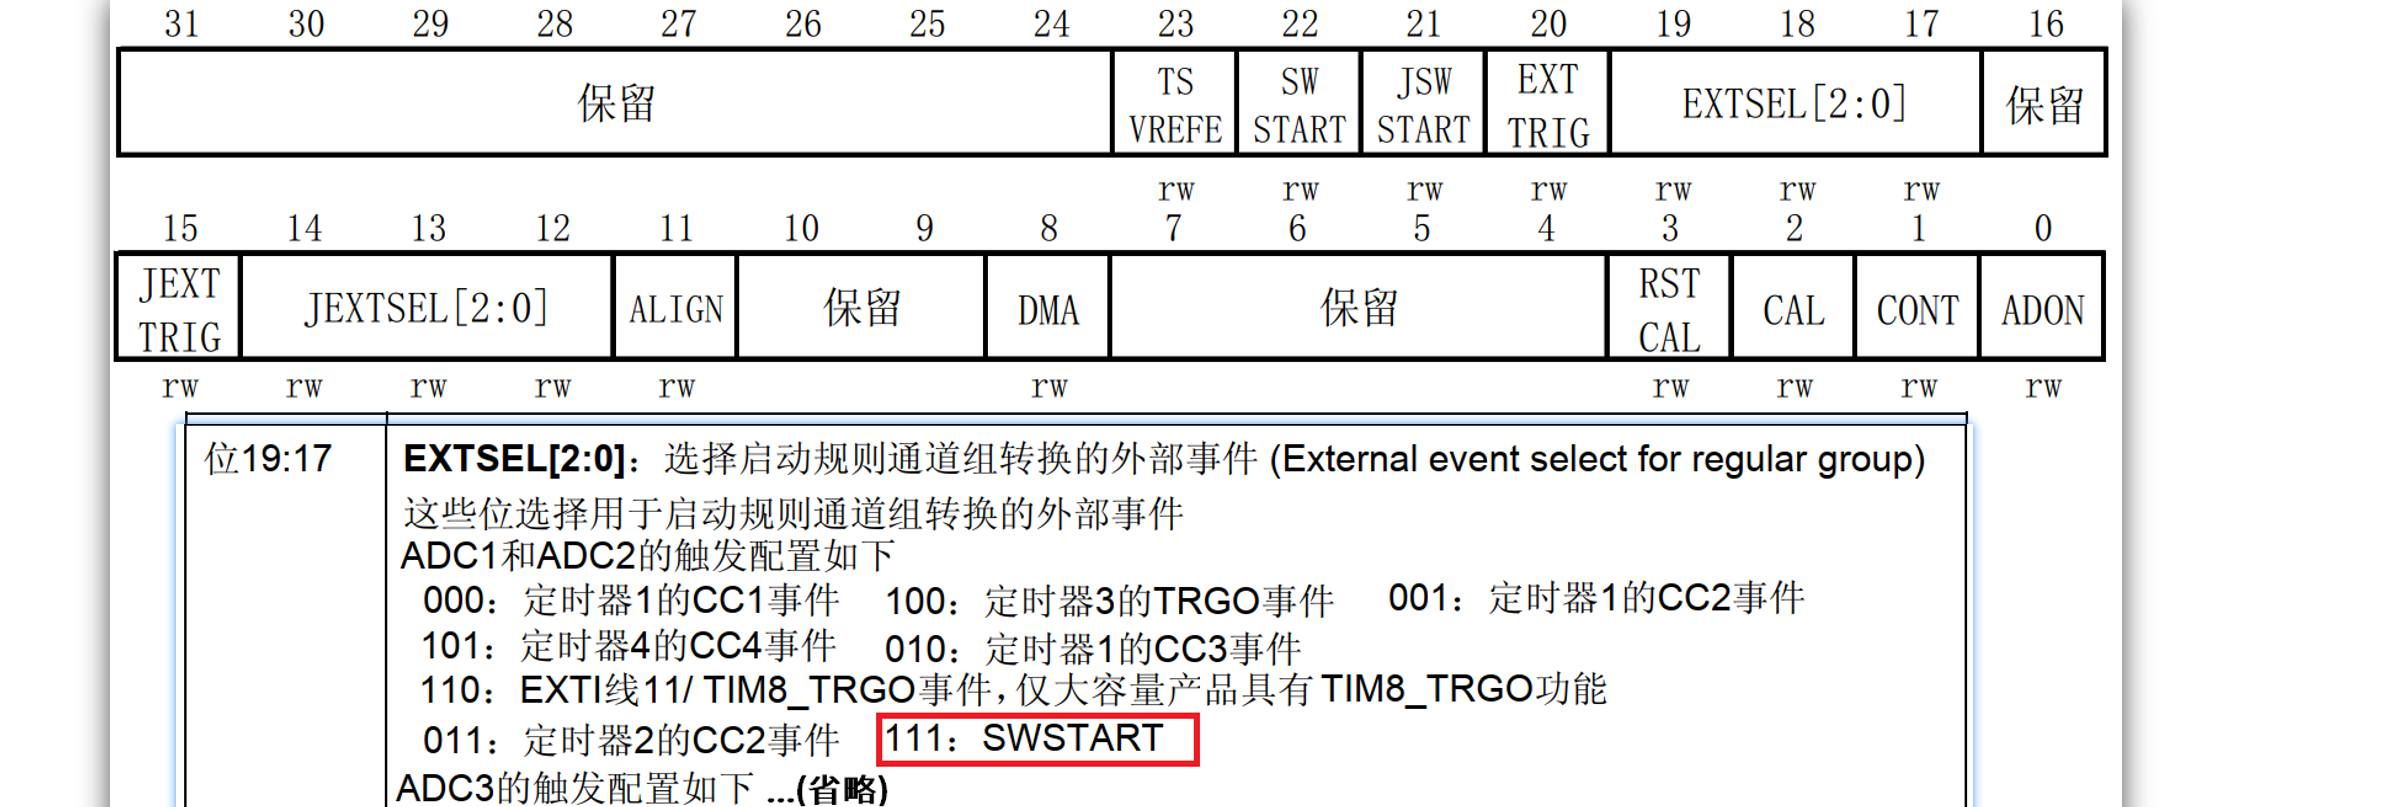 31 30 29 28 27 26 25 24 23 22 21 20 19 18 17 16
保留 TS VREFE SW START JSW START EXT TRIG EXTSEL[2:0] 保留
rw rw rw rw rw rw rw
15 14 13 12 11 10 9 8 7 6 5 4 3 2 1 0
JEXT TRIG JEXTSEL[2:0] ALIGN 保留 DMA 保留 RST CAL CAL CONT ADON
rw rw rw rw rw rw rw rw rw rw
位19:17 EXTSEL[2:0]：选择启动规则通道组转换的外部事件 (External event select for regular group)
这些位选择用于启动规则通道组转换的外部事件
ADC1和ADC2的触发配置如下
000：定时器1的CC1事件 100：定时器3的TRGO事件 001：定时器1的CC2事件
101：定时器4的CC4事件 010：定时器1的CC3事件
110：EXTI线11/ TIM8_TRGO事件，仅大容量产品具有TIM8_TRGO功能
011：定时器2的CC2事件 111：SWSTART
ADC3的触发配置如下 ...(省略)